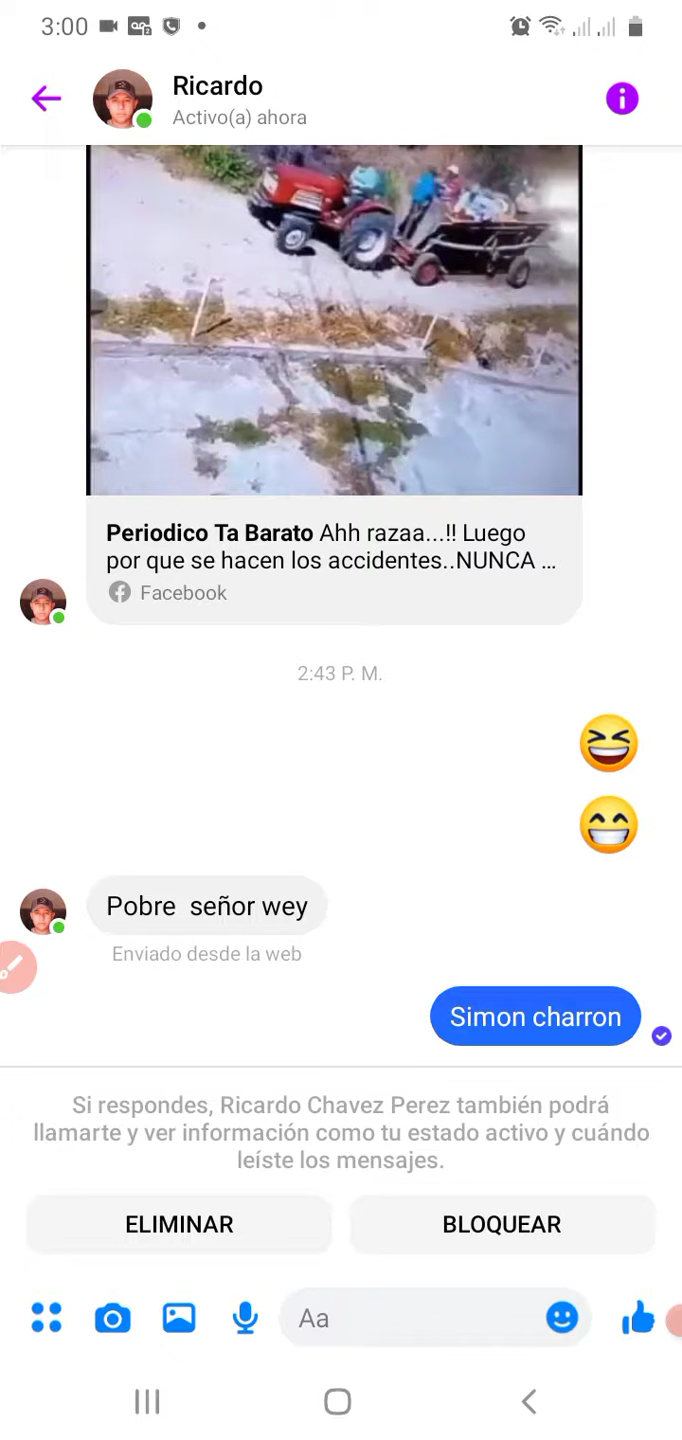 3:00
Ricardo
Activo(a) ahora
Periodico Ta Barato Ahh razaa...!! Luego
por que se hacen los accidentes..NUNCA ...
Facebook
2:43 P. M.
Pobre  señor wey
Enviado desde la web
Simon charron
Si respondes, Ricardo Chavez Perez también podrá
llamarte y ver información como tu estado activo y cuándo
leíste los mensajes.
ELIMINAR
BLOQUEAR
Aa